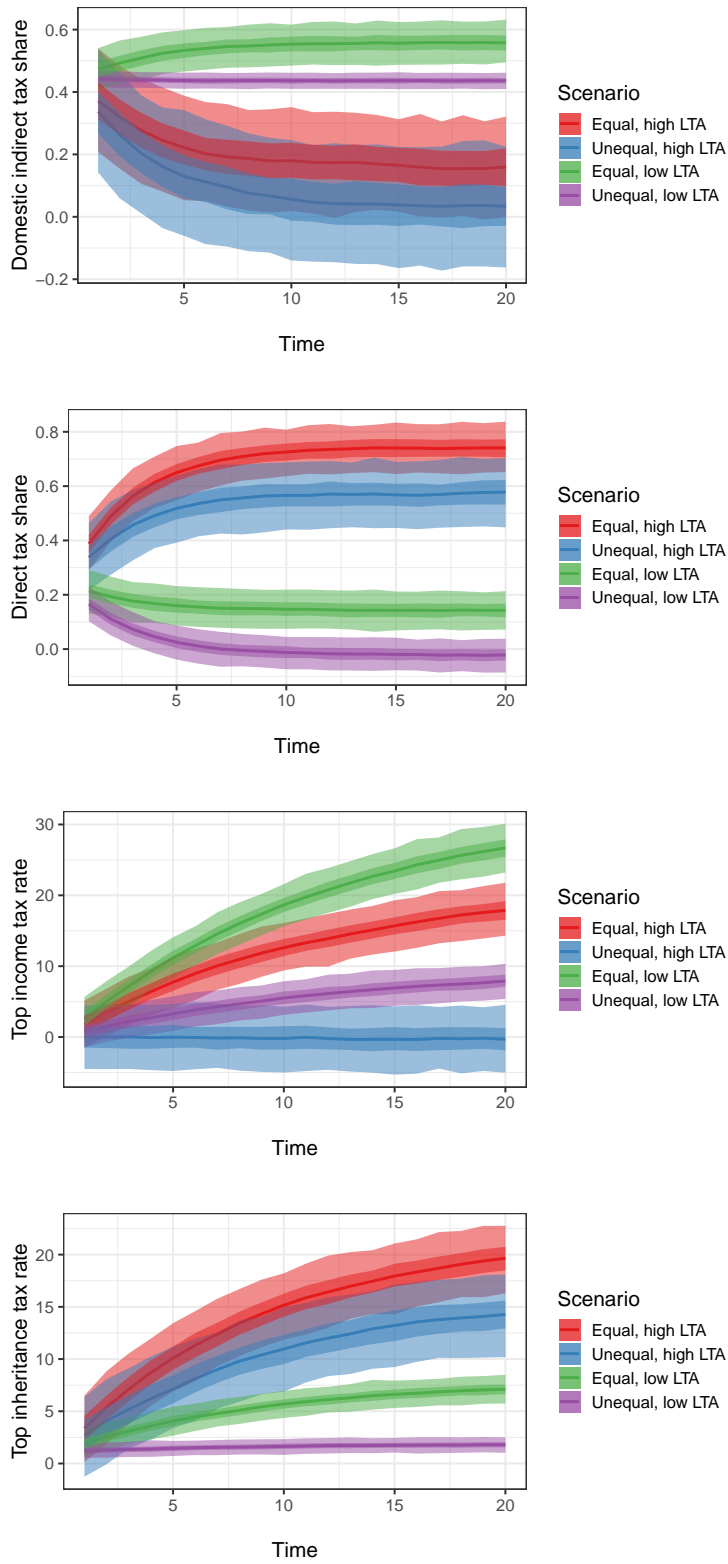 Domestic indirect tax share
0.6
0.4
0.2
0.0
−0.2
5
10
15
20
Time
Scenario
Equal, high LTA
Unequal, high LTA
Equal, low LTA
Unequal, low LTA
Direct tax share
0.8
0.6
0.4
0.2
0.0
5
10
15
20
Time
Scenario
Equal, high LTA
Unequal, high LTA
Equal, low LTA
Unequal, low LTA
Top income tax rate
30
20
10
0
5
10
15
20
Time
Scenario
Equal, high LTA
Unequal, high LTA
Equal, low LTA
Unequal, low LTA
Top inheritance tax rate
20
15
10
5
0
5
10
15
20
Time
Scenario
Equal, high LTA
Unequal, high LTA
Equal, low LTA
Unequal, low LTA